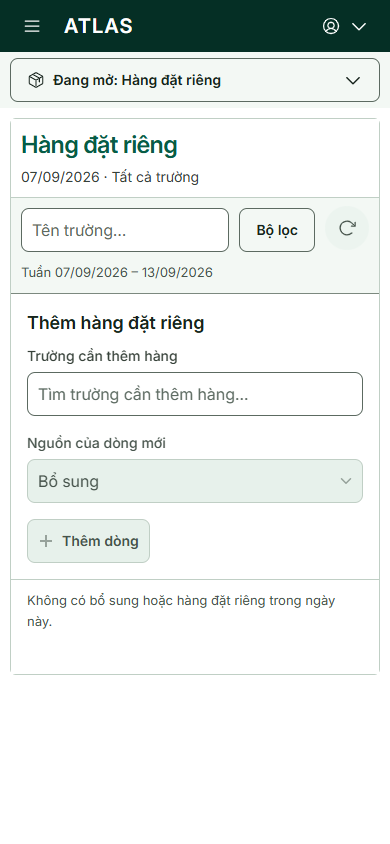 ATLAS
Đang mở: Hàng đặt riêng
Hàng đặt riêng
07/09/2026 · Tất cả trường
Tên trường...
Bộ lọc
Tuần 07/09/2026 – 13/09/2026
Thêm hàng đặt riêng
Trường cần thêm hàng
Tìm trường cần thêm hàng...
Nguồn của dòng mới
Bổ sung
Thêm dòng
Không có bổ sung hoặc hàng đặt riêng trong ngày
này.